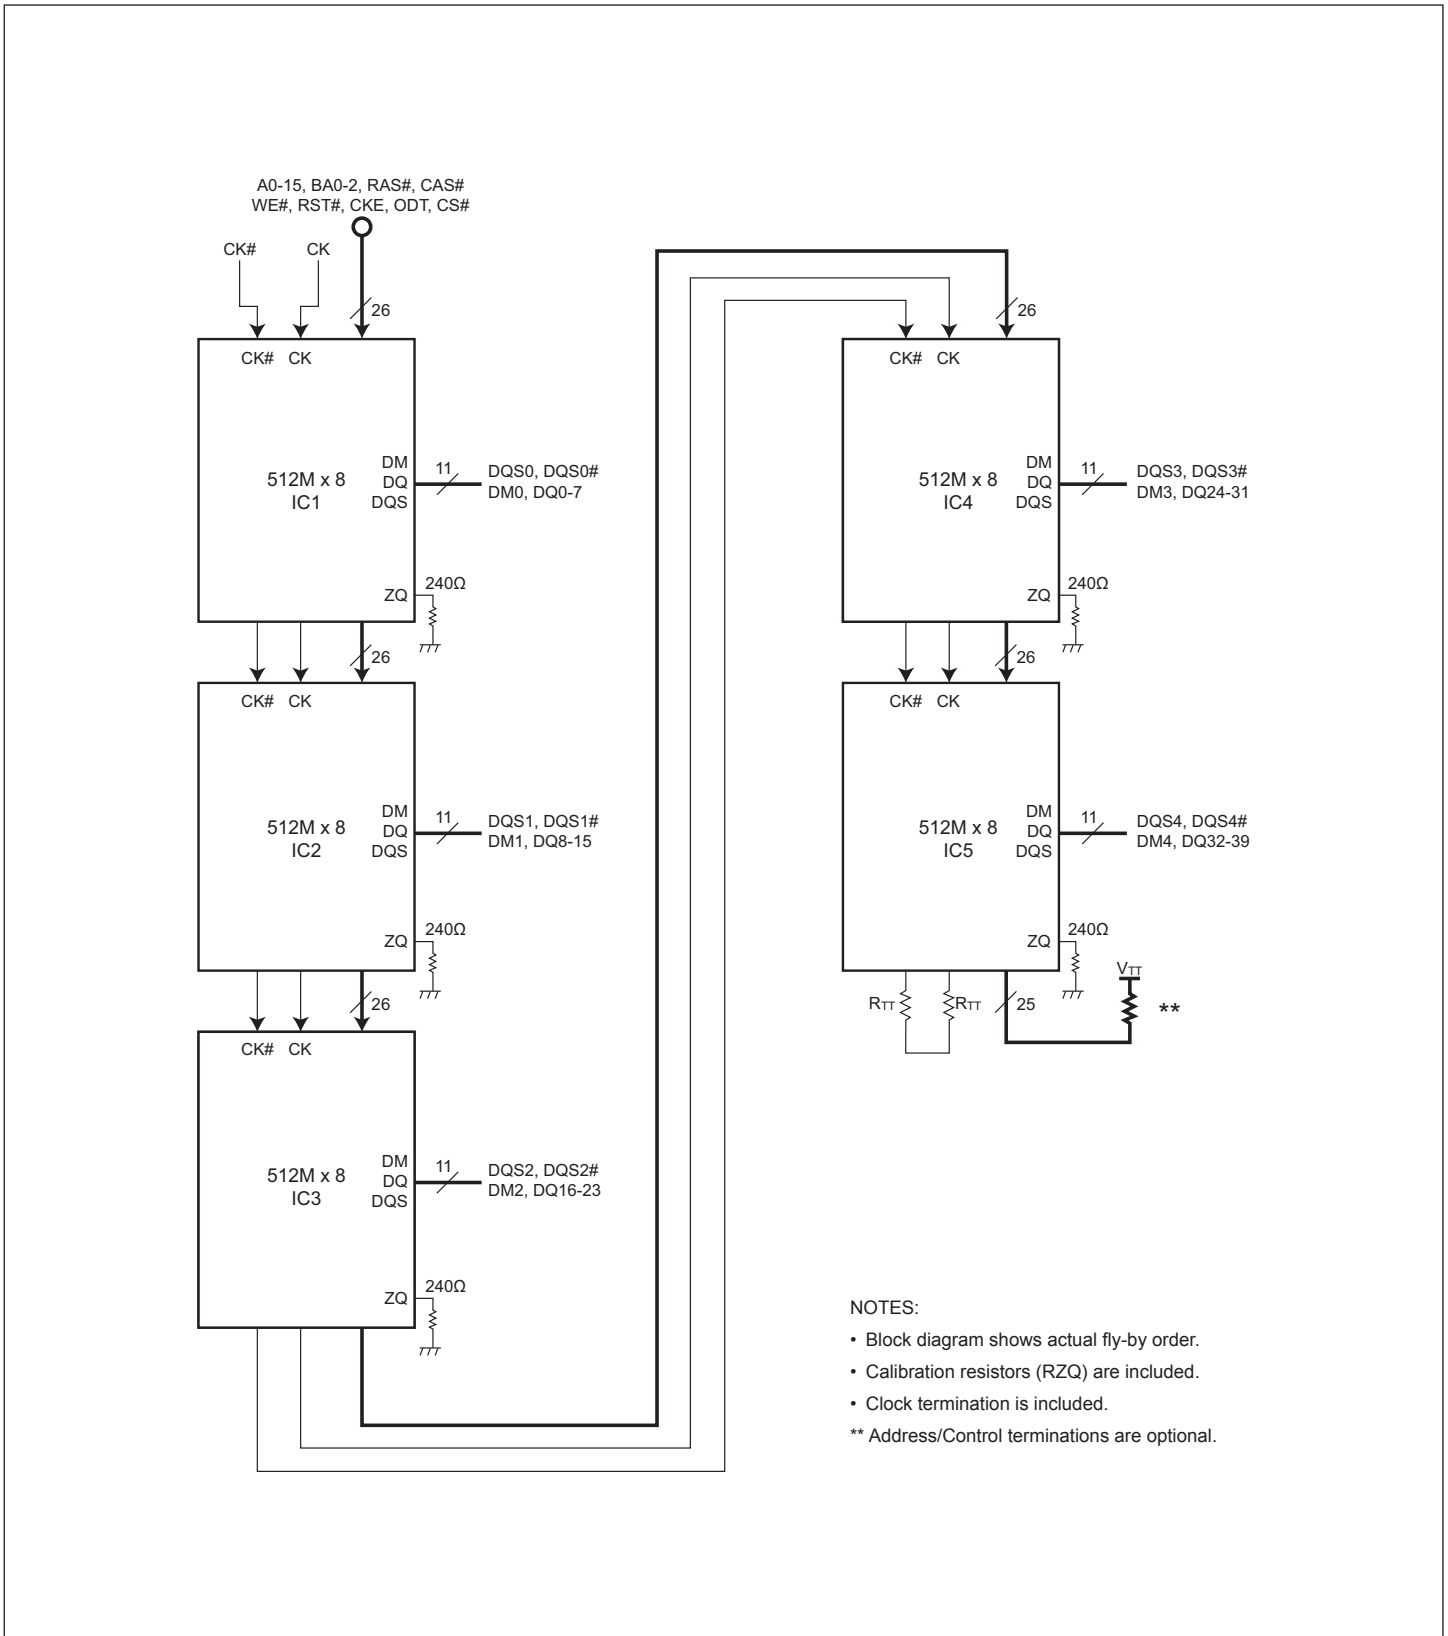 A0-15, BA0-2, RAS#, CAS#
WE#, RST#, CKE, ODT, CS#
CK#
CK
26
CK# CK
512M x 8
IC1
DM
DQ
DQS
11
DQS0, DQS0#
DM0, DQ0-7
ZQ
240Ω
26
CK# CK
512M x 8
IC2
DM
DQ
DQS
11
DQS1, DQS1#
DM1, DQ8-15
ZQ
240Ω
26
CK# CK
512M x 8
IC3
DM
DQ
DQS
11
DQS2, DQS2#
DM2, DQ16-23
ZQ
240Ω
26
CK# CK
512M x 8
IC4
DM
DQ
DQS
11
DQS3, DQS3#
DM3, DQ24-31
ZQ
240Ω
26
CK# CK
512M x 8
IC5
DM
DQ
DQS
11
DQS4, DQS4#
DM4, DQ32-39
ZQ
240Ω
RTT
RTT
25
VTT
**
NOTES:
• Block diagram shows actual fly-by order.
• Calibration resistors (RZQ) are included.
• Clock termination is included.
** Address/Control terminations are optional.